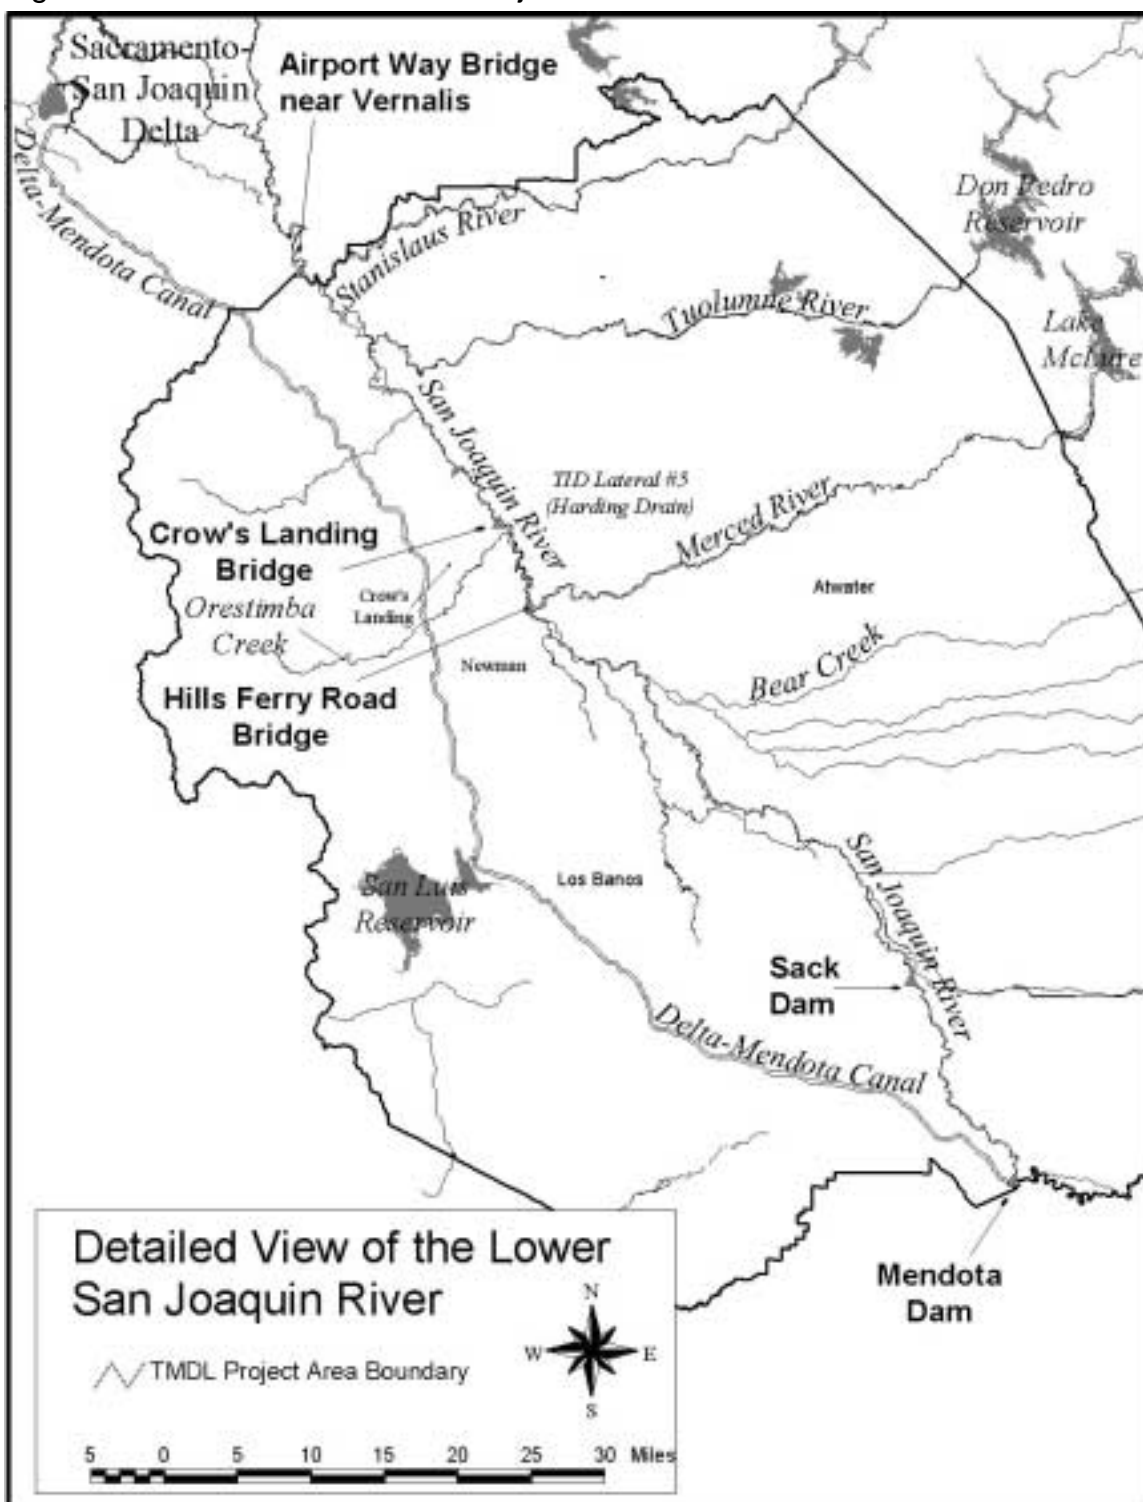 Sacramento-
San Joaquin
Delta
Airport Way Bridge
near Vernalis
Delta-Mendota Canal
Stanislaus River
Don Pedro
Reservoir
Tuolumne River
Lake
McLure
San Joaquin River
TID Lateral #5
(Harding Drain)
Merced River
Crow's Landing
Bridge
Crow's
Landing
Atwater
Orestimba
Creek
Newman
Bear Creek
Hills Ferry Road
Bridge
San Joaquin River
San Luis
Reservoir
Los Banos
Sack
Dam
Delta-Mendota Canal
Mendota
Dam
Detailed View of the Lower
San Joaquin River
N
W E
S
TMDL Project Area Boundary
5 0 5 10 15 20 25 30 Miles